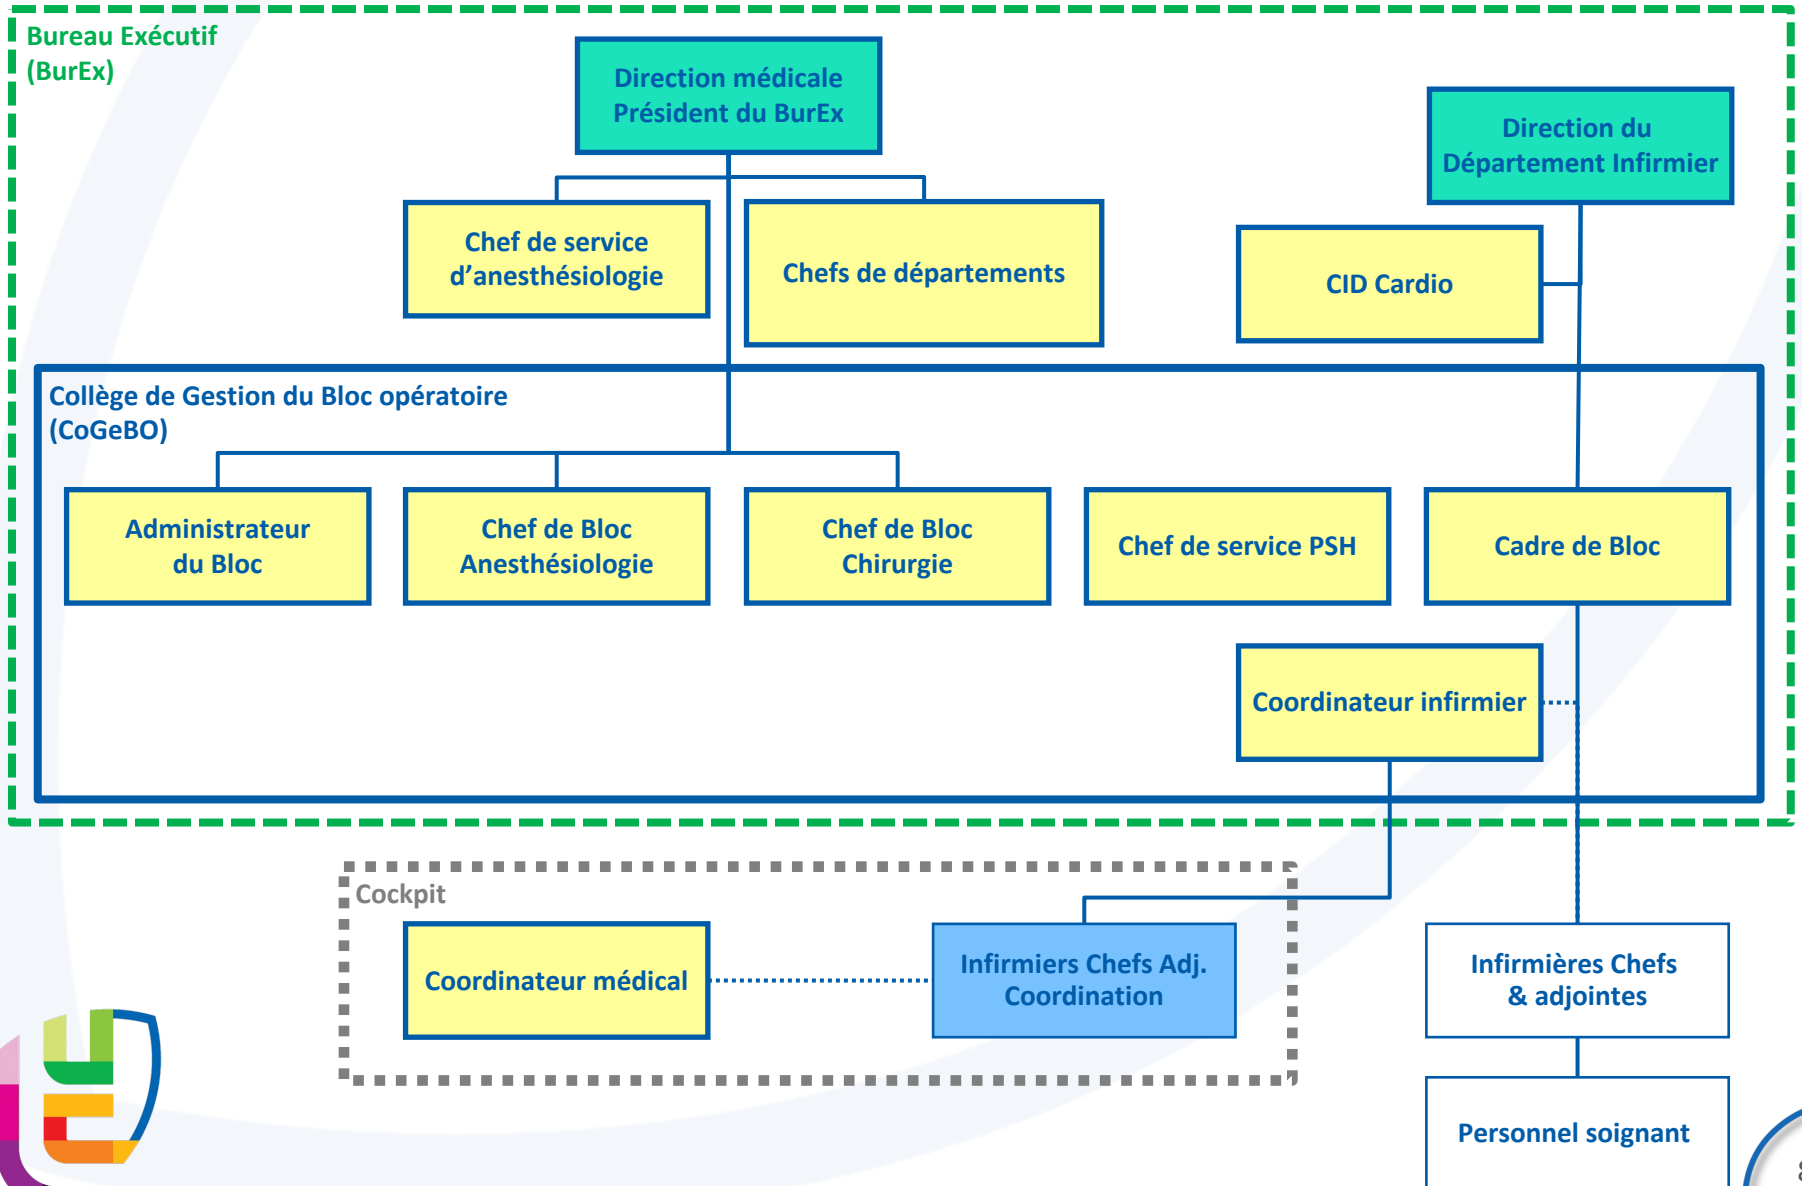 Bureau Exécutif
(BurEx)
Direction médicale
Président du BurEx
Direction du
Département Infirmier
Chef de service
d’anesthésiologie
Chefs de départements
CID Cardio
Collège de Gestion du Bloc opératoire
(CoGeBO)
Administrateur
du Bloc
Chef de Bloc
Anesthésiologie
Chef de Bloc
Chirurgie
Chef de service PSH
Cadre de Bloc
Coordinateur infirmier
Cockpit
Coordinateur médical
Infirmiers Chefs Adj.
Coordination
Infirmières Chefs
& adjointes
Personnel soignant